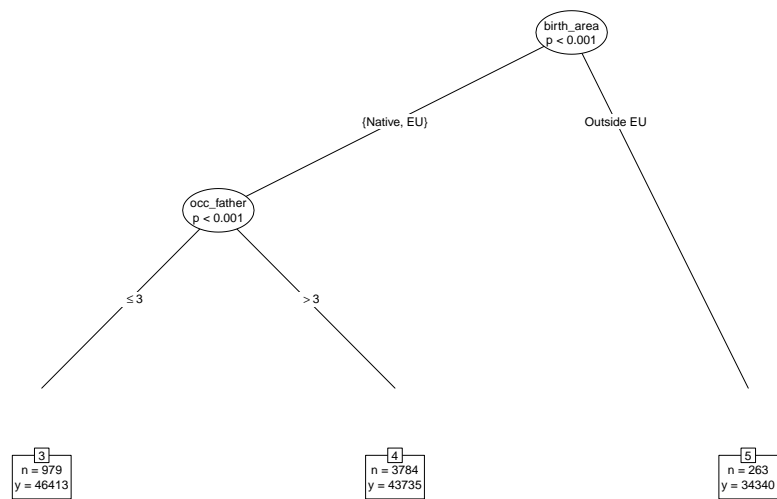 birth_area
p < 0.001
{Native, EU}
Outside EU
occ_father
p < 0.001
≤ 3
> 3
3
n = 979
y = 46413
4
n = 3784
y = 43735
5
n = 263
y = 34340